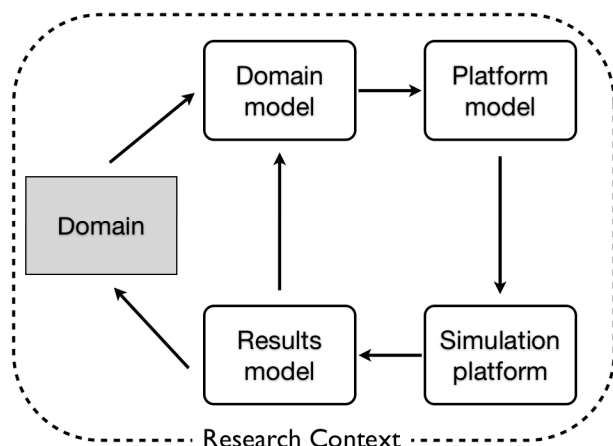 Domain
model
Platform
model
Domain
Results
model
Simulation
platform
Research Context